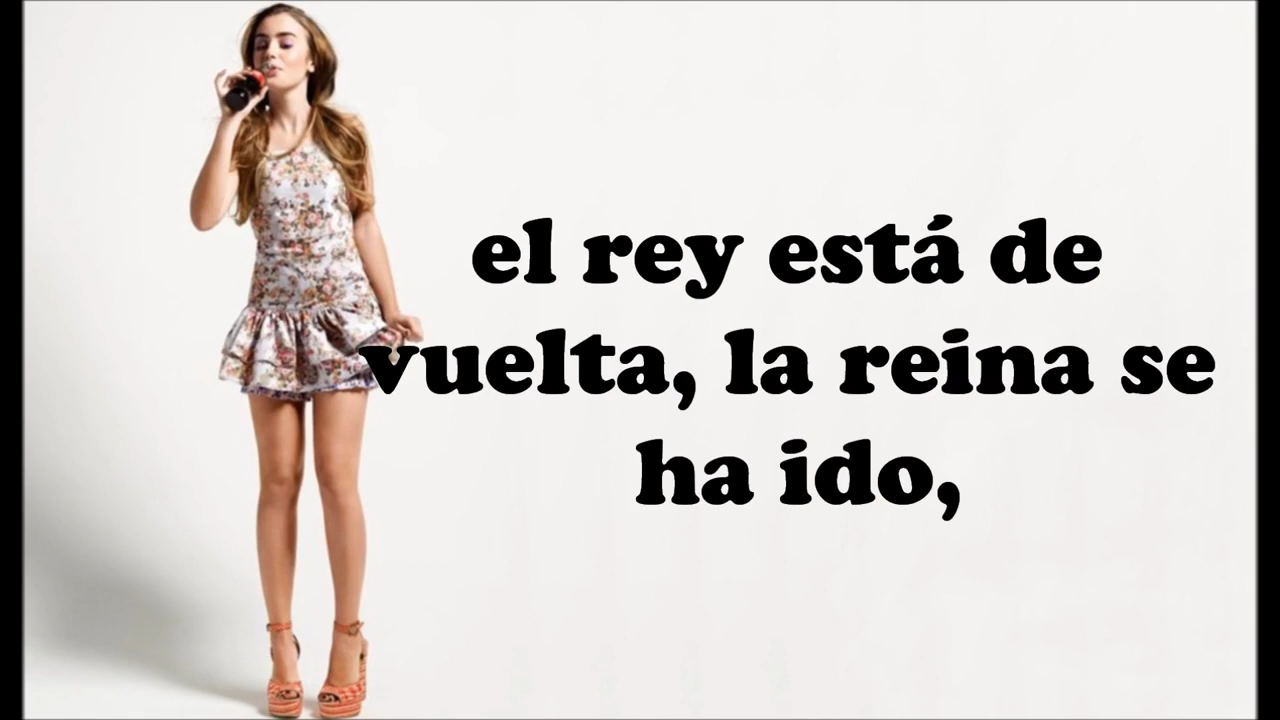 el rey está de
vuelta, la reina se
ha ido,